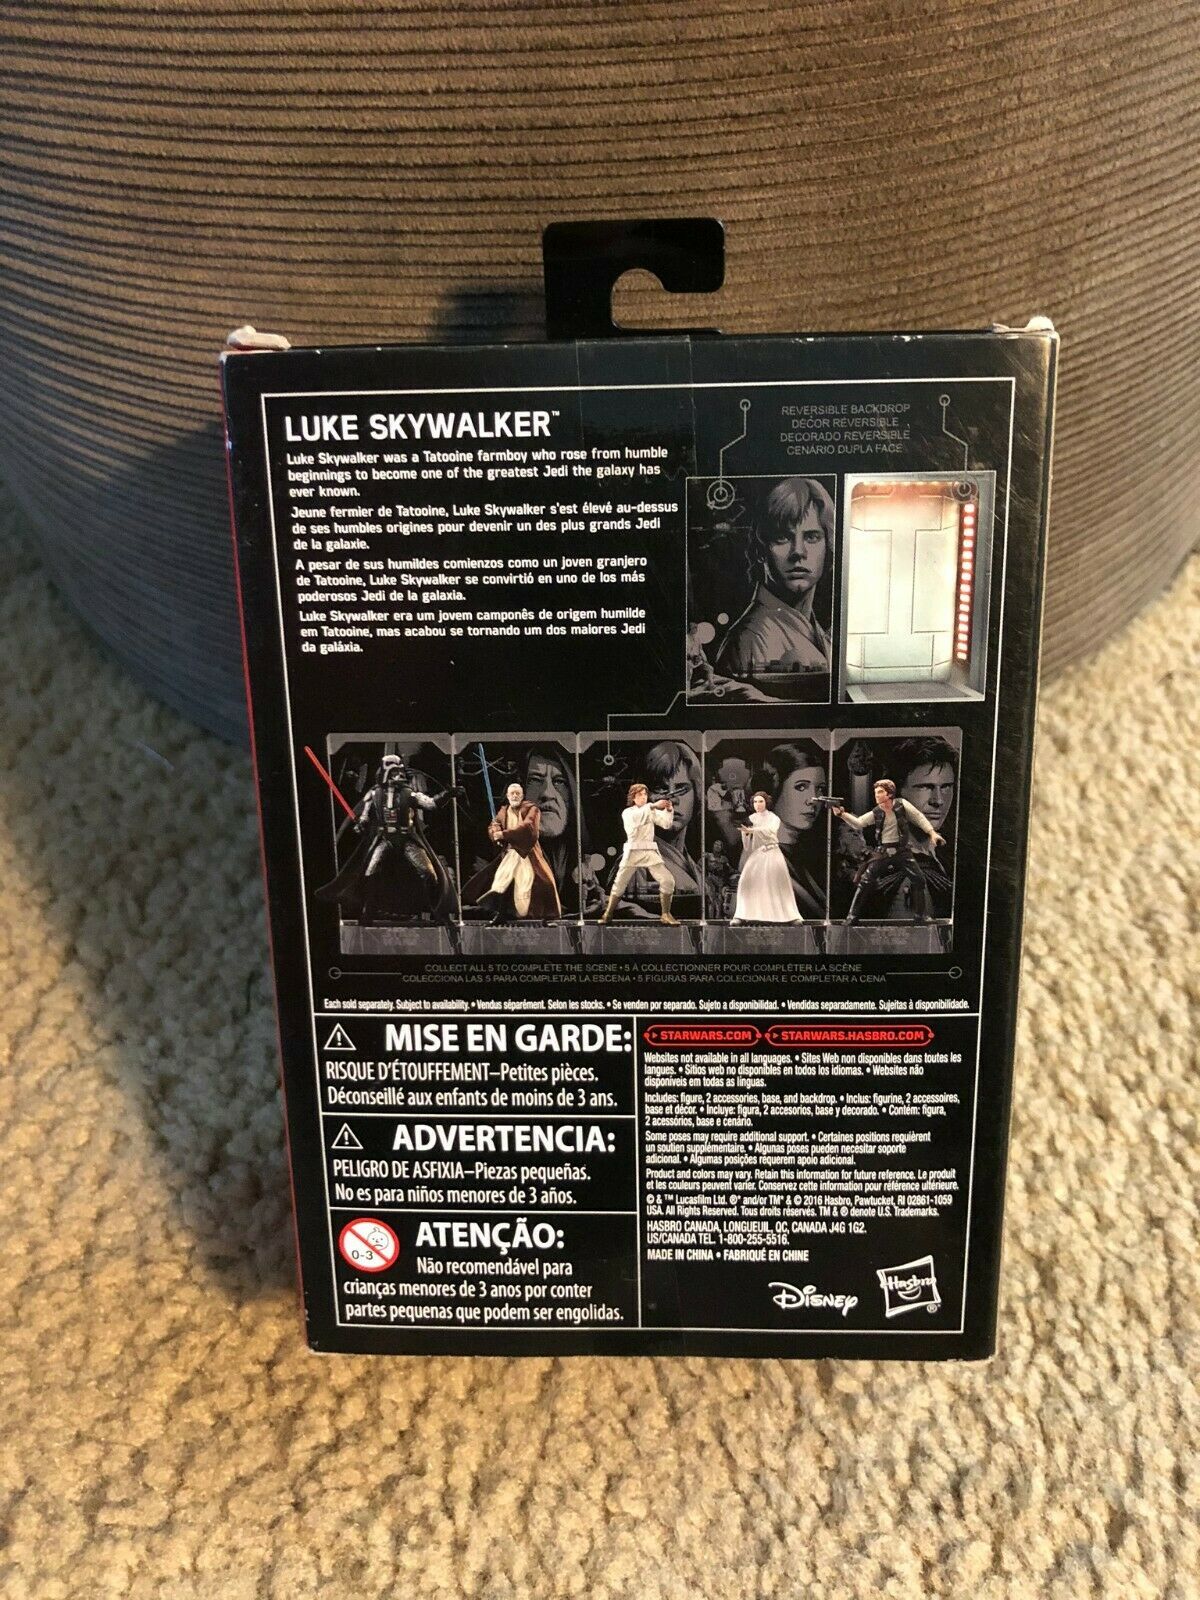 LUKE SKYWALKER™
Luke Skywalker was a Tatooine farmboy who rose from humble
beginnings to become one of the greatest Jedi the galaxy has
ever known.
Jeune fermier de Tatooine, Luke Skywalker s'est élevé au-dessus
de ses humbles origines pour devenir un des plus grands Jedi
de la galaxie.
A pesar de sus humildes comienzos como un joven granjero
de Tatooine, Luke Skywalker se convirtió en uno de los más
poderosos Jedi de la galaxia.
Luke Skywalker era um jovem camponês de origem humilde
em Tatooine, mas acabou se tornando um dos maiores Jedi
da galáxia.
REVERSIBLE BACKDROP
DÉCOR RÉVERSIBLE
DECORADO REVERSIBLE
CENÁRIO DUPLA FACE
COLLECT ALL 5 TO COMPLETE THE SCENE • 5 À COLLECTIONNER POUR COMPLÉTER LA SCÈNE
COLECCIONA LAS 5 PARA COMPLETAR LA ESCENA • 5 FIGURAS PARA COLECIONAR E COMPLETAR A CENA
Each sold separately. Subject to availability. • Vendus séparément. Selon les stocks. • Se venden por separado. Sujeto a disponibilidad. • Vendidas separadamente. Sujeitas à disponibilidade.
MISE EN GARDE:
RISQUE D'ÉTOUFFEMENT—Petites pièces.
Déconseillé aux enfants de moins de 3 ans.
ADVERTENCIA:
PELIGRO DE ASFIXIA—Piezas pequeñas.
No es para niños menores de 3 años.
0-3
ATENÇÃO:
Não recomendável para
crianças menores de 3 anos por conter
partes pequenas que podem ser engolidas.
STARWARS.COM STARWARS.HASBRO.COM
Websites not available in all languages. • Sites Web non disponibles dans toutes les
langues. • Sitios web no disponibles en todos los idiomas. • Websites não
disponíveis em todas as línguas.
Includes: figure, 2 accessories, base, and backdrop. • Inclus: figurine, 2 accessoires,
base et décor. • Incluye: figura, 2 accesorios, base y decorado. • Contém: figura,
2 acessórios, base e cenário.
Some poses may require additional support. • Certaines positions requièrent
un soutien supplémentaire. • Algunas poses pueden necesitar soporte
adicional. • Algumas posições requerem apoio adicional.
Product and colors may vary. Retain this information for future reference. Le produit
et les couleurs peuvent varier. Conservez cette information pour référence ultérieure.
© & ™ Lucasfilm Ltd. ®* and/or TM* & © 2016 Hasbro, Pawtucket, RI 02861-1059
USA. All Rights Reserved. Tous droits réservés. TM & ® denote U.S. Trademarks.
HASBRO CANADA, LONGUEUIL, QC, CANADA J4G 1G2.
US/CANADA TEL. 1-800-255-5516.
MADE IN CHINA • FABRIQUÉ EN CHINE
Disney Hasbro®